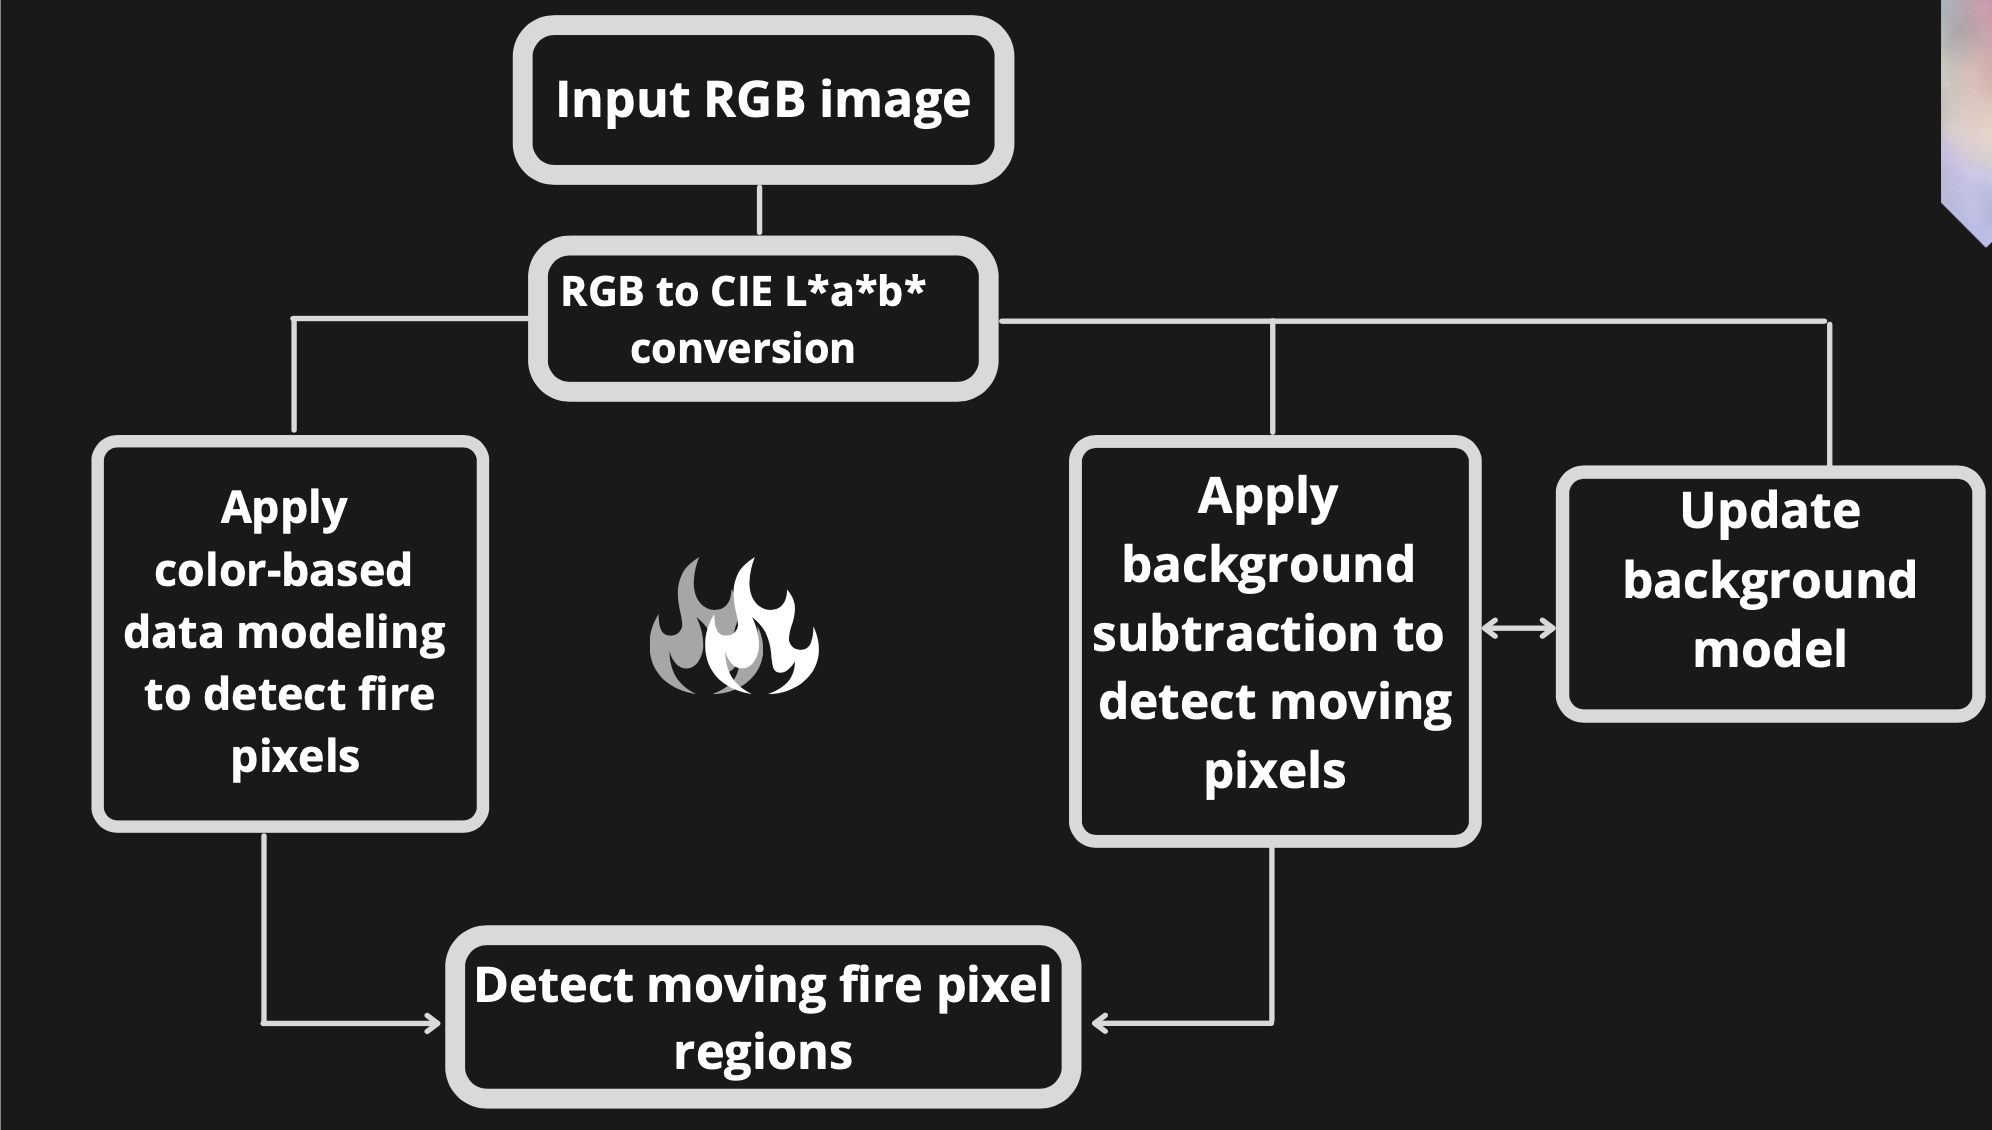 Input RGB image
RGB to CIE L*a*b*
conversion
Apply
color-based
data modeling
to detect fire
pixels
Apply
background
subtraction to
detect moving
pixels
Update
background
model
Detect moving fire pixel
regions